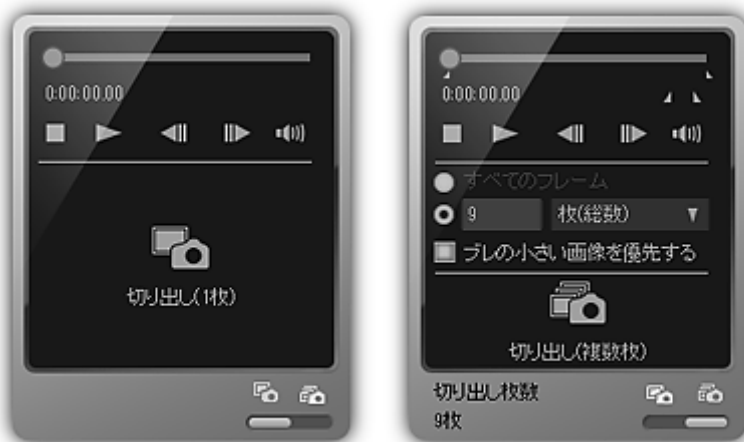 0:00:00.00
切り出し(1枚)
0:00:00.00
すべてのフレーム
9 枚(総数)
ブレの小さい画像を優先する
切り出し(複数枚)
切り出し枚数
9枚